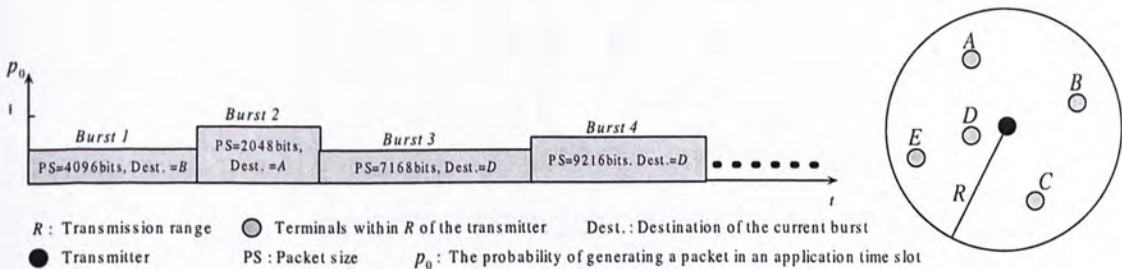 p₀
Burst 1
PS=4096bits, Dest.=B
Burst 2
PS=2048bits,
Dest.=A
Burst 3
PS=7168bits, Dest.=D
Burst 4
PS=9216bits. Dest.=D
t
A
B
D
E
C
R
R : Transmission range
Terminals within R of the transmitter
Dest. : Destination of the current burst
Transmitter
PS : Packet size
p₀ : The probability of generating a packet in an application time slot